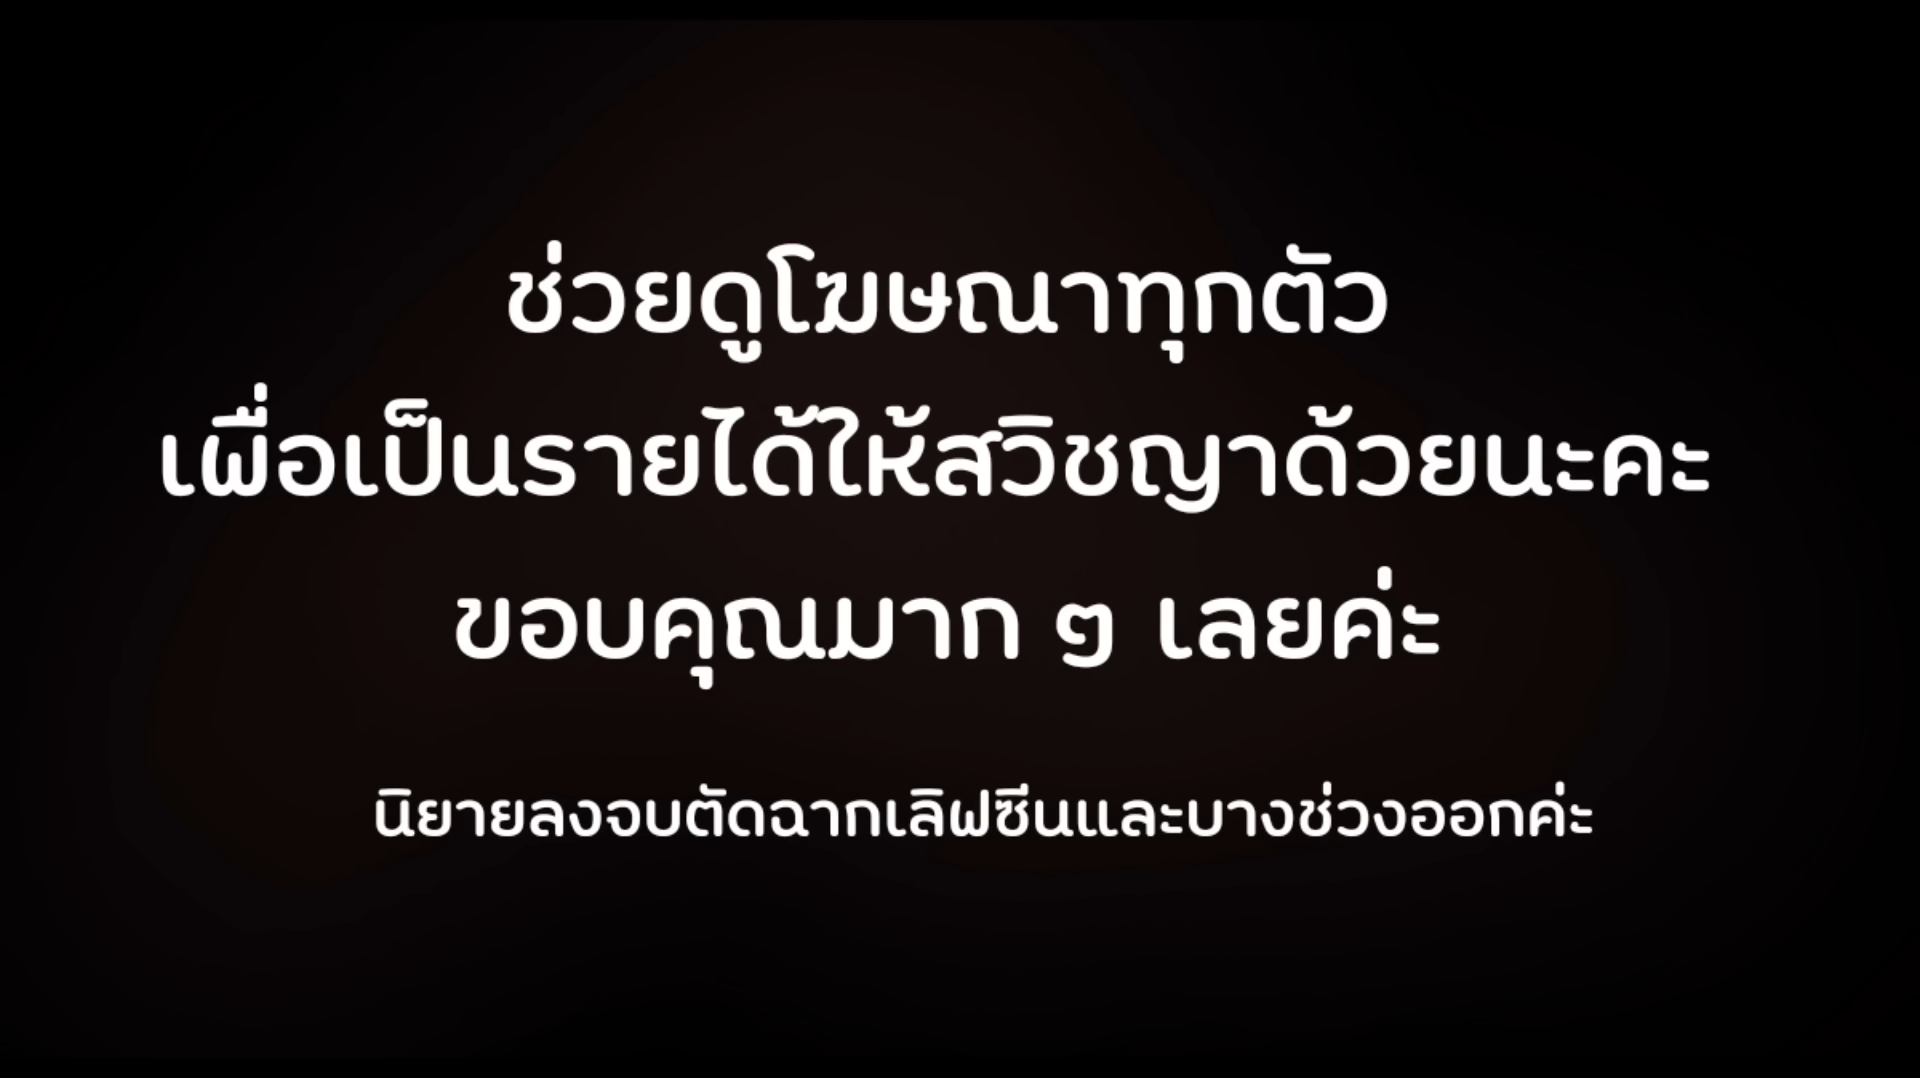 ช่วยดูโฆษณาทุกตัว
เพื่อเป็นรายได้ให้สวิชญาด้วยนะคะ
ขอบคุณมาก ๆ เลยค่ะ
นิยายลงจบตัดฉากเลิฟซีนและบางช่วงออกค่ะ